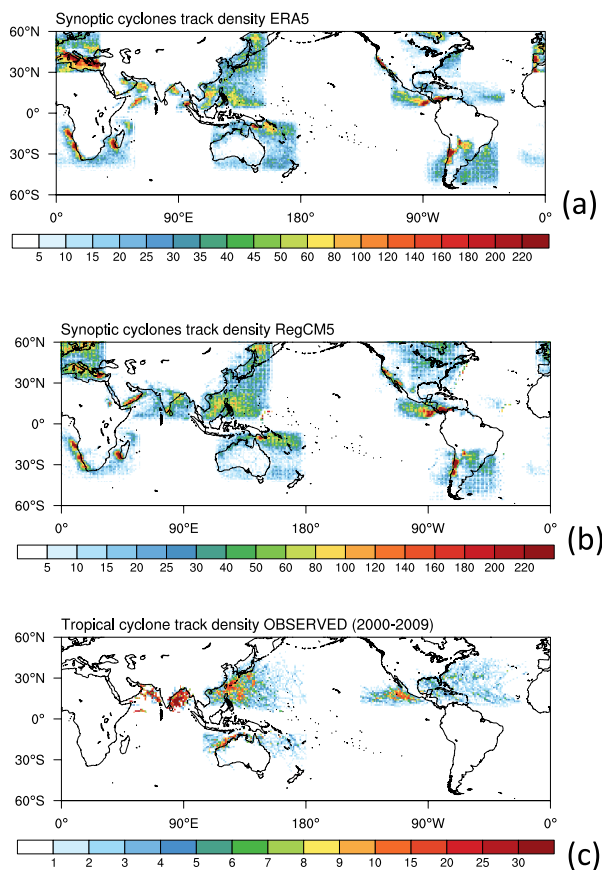 Synoptic cyclones track density ERA5
60°N
30°N
0°
30°S
60°S
0° 90°E 180° 90°W 0°
(a)
5 10 15 20 25 30 35 40 45 50 60 80 100 120 140 160 180 200 220
Synoptic cyclones track density RegCM5
60°N
30°N
0°
30°S
60°S
0° 90°E 180° 90°W 0°
(b)
5 10 15 20 25 30 40 50 60 80 100 120 140 160 180 220
Tropical cyclone track density OBSERVED (2000-2009)
60°N
30°N
0°
30°S
60°S
0° 90°E 180° 90°W 0°
1 2 3 4 5 6 7 8 9 10 15 20 25 30
(c)